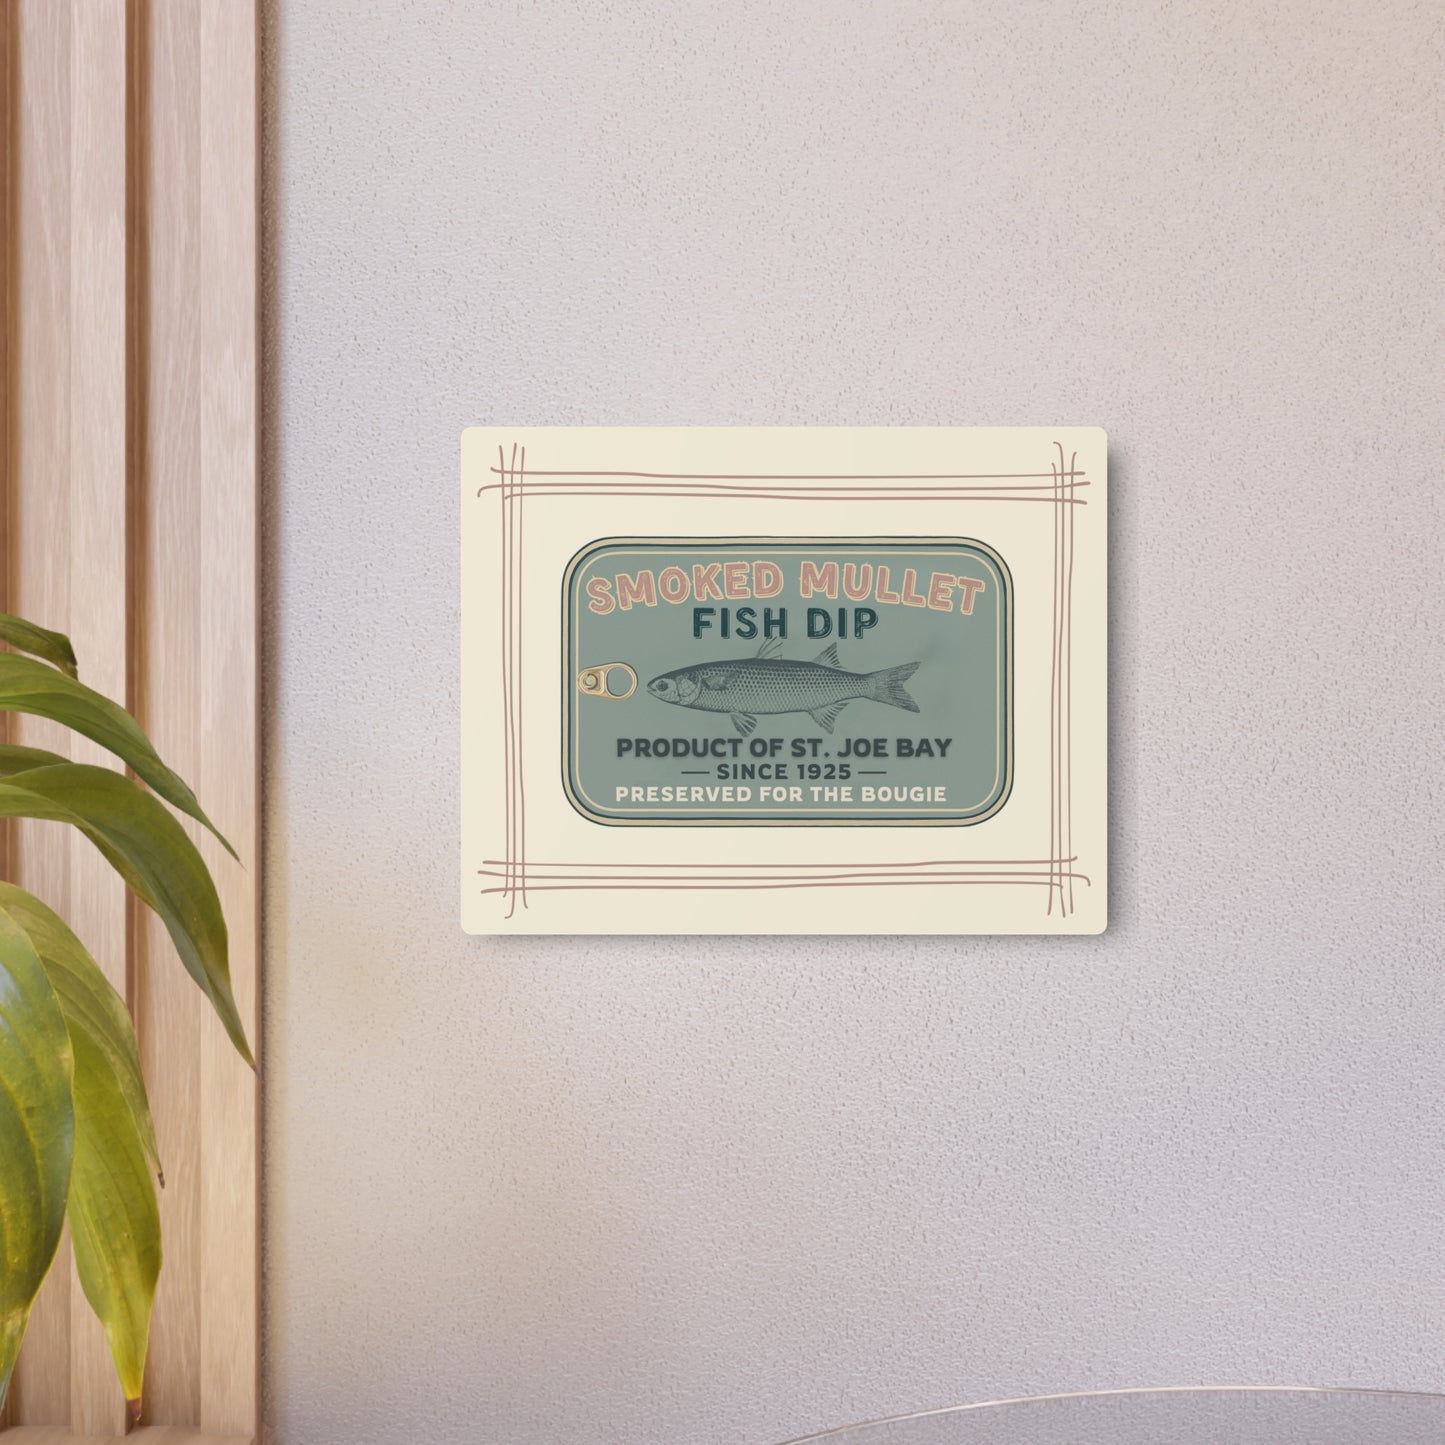 SMOKED MULLET
FISH DIP
PRODUCT OF ST. JOE BAY
— SINCE 1925 —
PRESERVED FOR THE BOUGIE